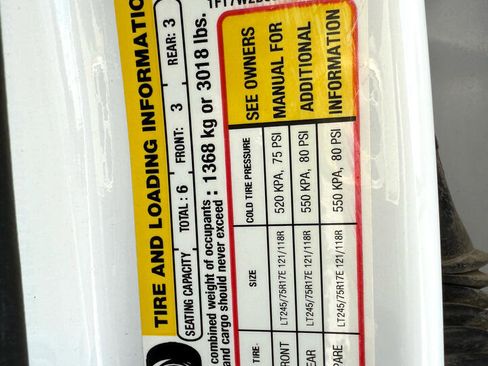 1FT7W2B
TIRE AND LOADING INFORMATIO
SEATING CAPACITY TOTAL : 6 FRONT: 3 REAR: 3
combined weight of occupants : 1368 kg or 3018 lbs.
and cargo should never exceed :
TIRE SIZE COLD TIRE PRESSURE SEE OWNERS
RONT LT245/75R17E 121/118R 520 KPA, 75 PSI MANUAL FOR
EAR LT245/75R17E 121/118R 550 KPA, 80 PSI ADDITIONAL
PARE LT245/75R17E 121/118R 550 KPA, 80 PSI INFORMATION